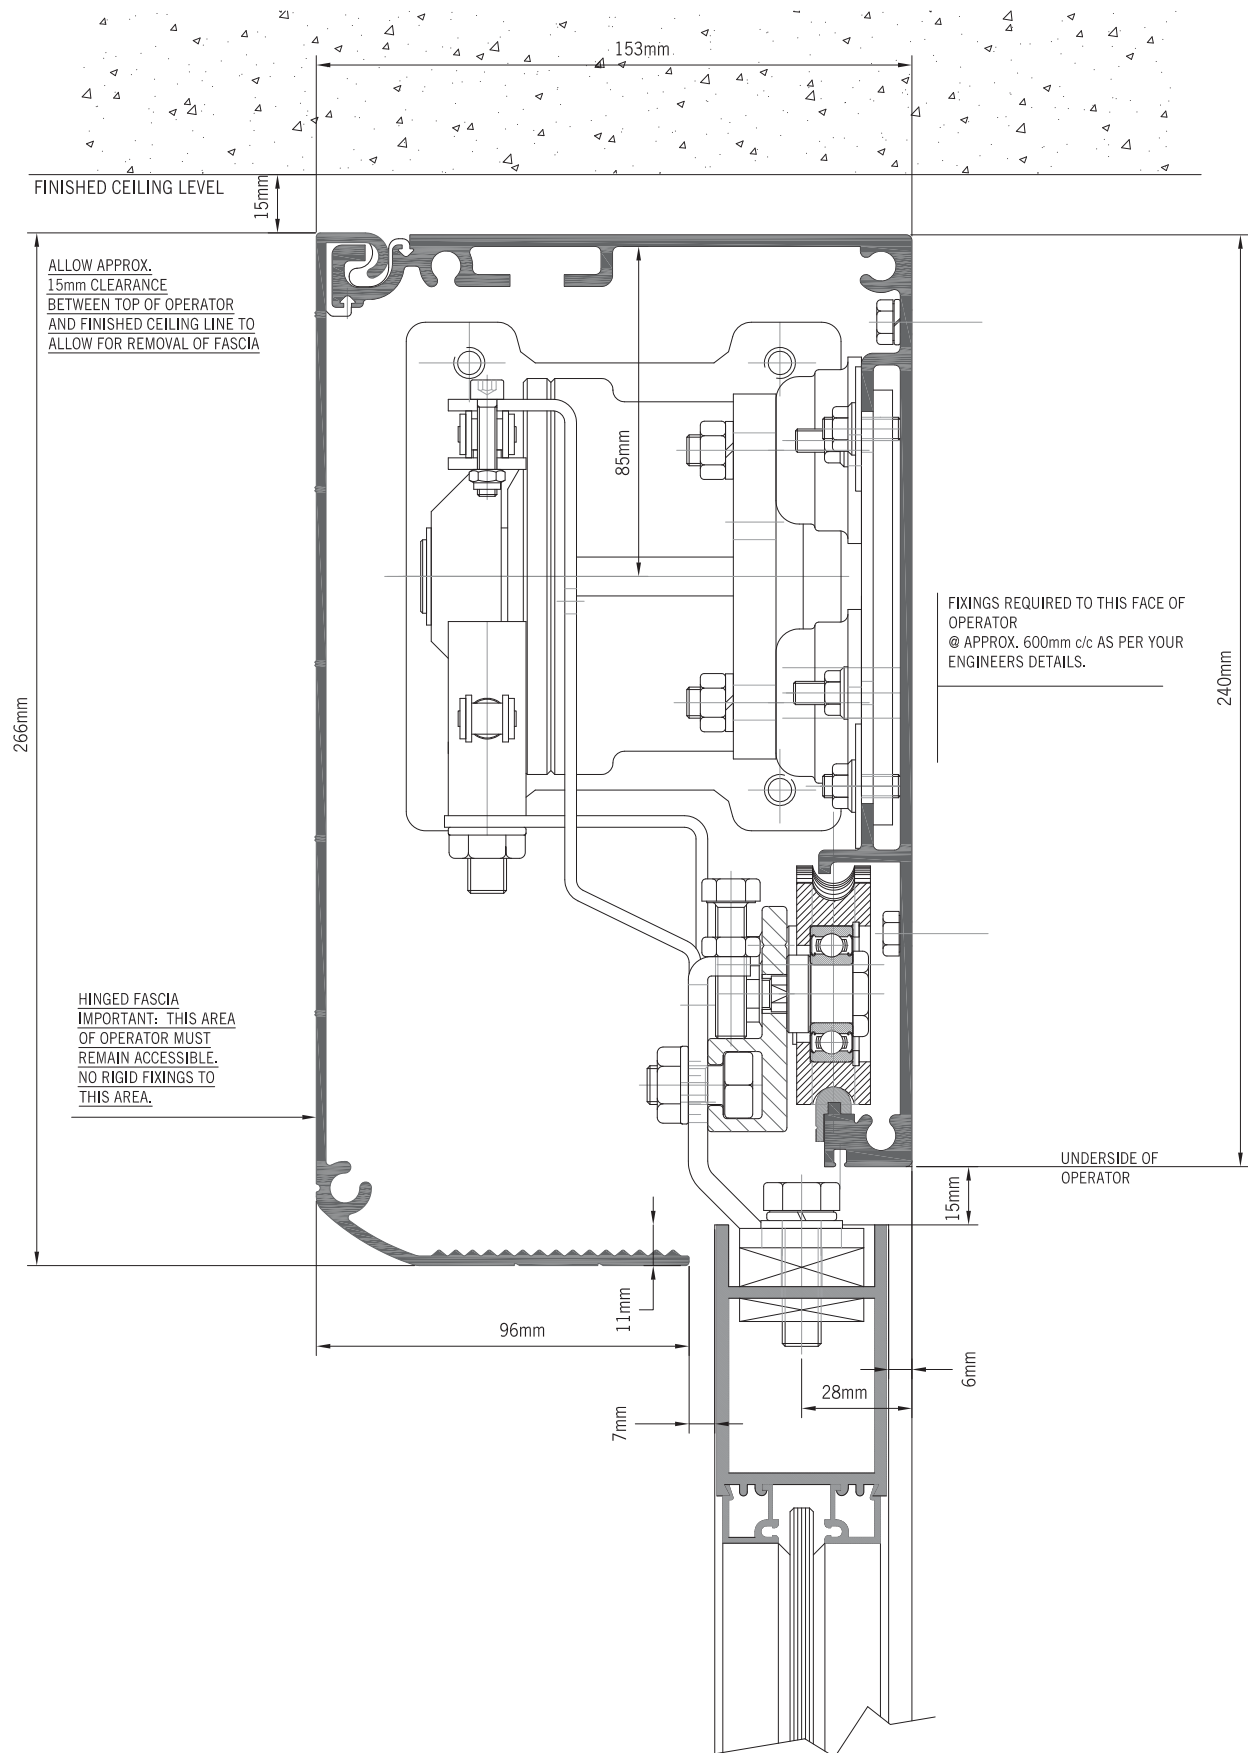 153mm
FINISHED CEILING LEVEL
15mm
ALLOW APPROX.
15mm CLEARANCE
BETWEEN TOP OF OPERATOR
AND FINISHED CEILING LINE TO
ALLOW FOR REMOVAL OF FASCIA
85mm
FIXINGS REQUIRED TO THIS FACE OF
OPERATOR
@ APPROX. 600mm c/c AS PER YOUR
ENGINEERS DETAILS.
266mm
240mm
HINGED FASCIA
IMPORTANT: THIS AREA
OF OPERATOR MUST
REMAIN ACCESSIBLE.
NO RIGID FIXINGS TO
THIS AREA.
UNDERSIDE OF
OPERATOR
15mm
11mm
96mm
6mm
28mm
7mm